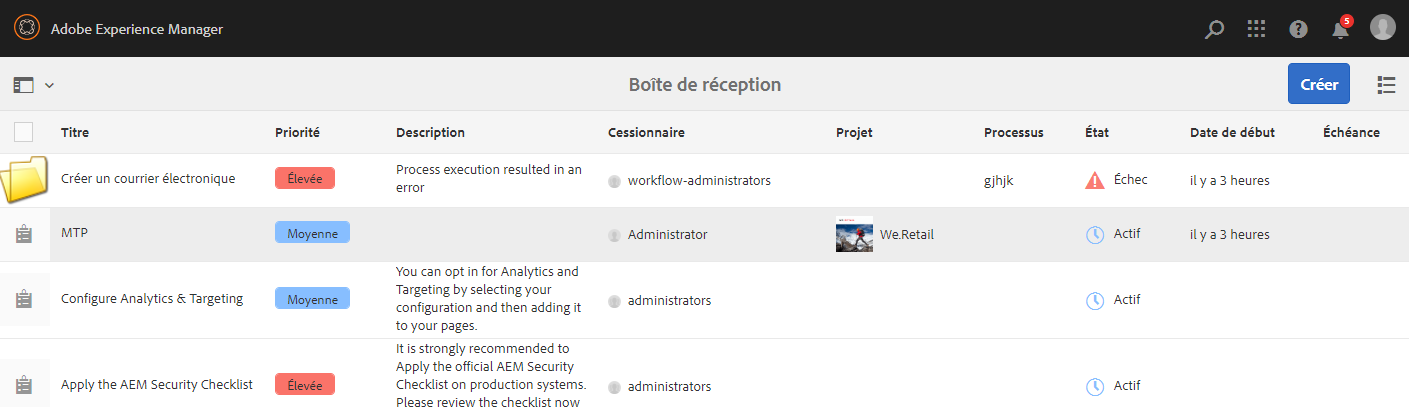 Adobe Experience Manager
5
Boîte de réception
Créer
Titre Priorité Description Cessionnaire Projet Processus État Date de début Échéance
Créer un courrier électronique Élevée Process execution resulted in an workflow-administrators gjhjk Échec il y a 3 heures
error
MTP Moyenne Administrator We.Retail Actif il y a 3 heures
You can opt in for Analytics and
Targeting by selecting your
Configure Analytics & Targeting Moyenne configuration and then adding it administrators Actif
to your pages.
It is strongly recommended to
Apply the official AEM Security
Apply the AEM Security Checklist Élevée Checklist on production systems. administrators Actif
Please review the checklist now